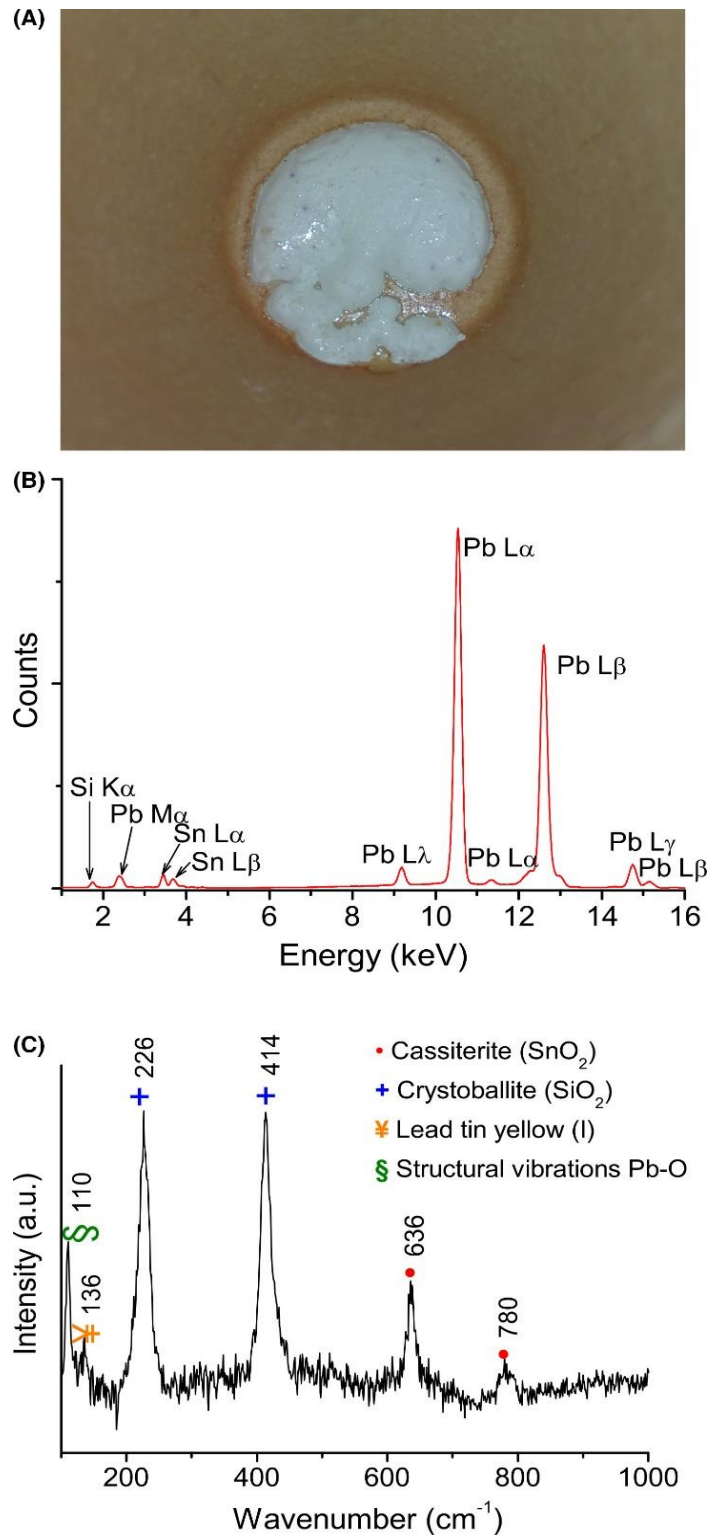 (A)
(B)
Counts
Si Kα
Pb Mα
Sn Lα
Sn Lβ
Pb Lλ
Pb Lα
Pb Lα
Pb Lβ
Pb Lγ
Pb Lβ
2 4 6 8 10 12 14 16
Energy (keV)
(C)
Intensity (a.u.)
§ 110
¥ 136
+ 226
+ 414
• 636
• 780
• Cassiterite (SnO₂)
+ Crystoballite (SiO₂)
¥ Lead tin yellow (I)
§ Structural vibrations Pb-O
200 400 600 800 1000
Wavenumber (cm⁻¹)